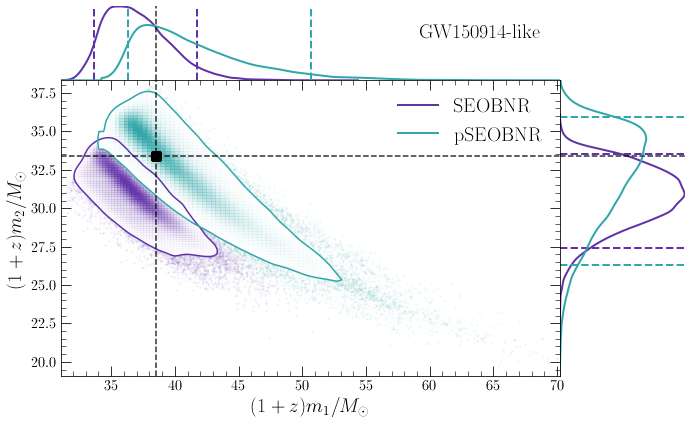 GW150914-like
SEOBNR
pSEOBNR
37.5
35.0
32.5
30.0
27.5
25.0
22.5
20.0
(1 + z)m₂/M⊙
35 40 45 50 55 60 65 70
(1 + z)m₁/M⊙